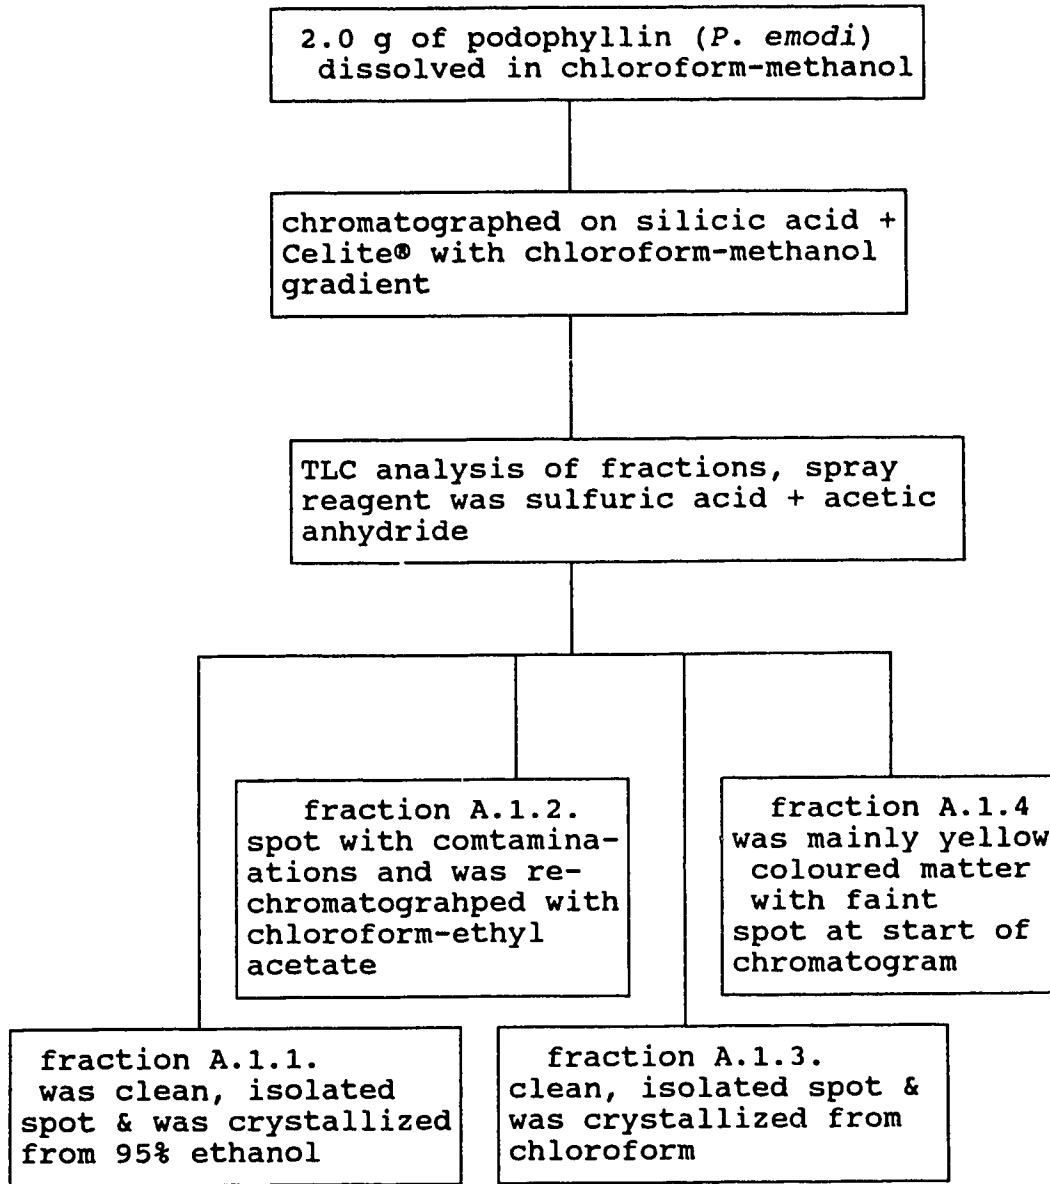 2.0 g of podophyllin (P. emodi)
dissolved in chloroform-methanol
chromatographed on silicic acid +
Celite® with chloroform-methanol
gradient
TLC analysis of fractions, spray
reagent was sulfuric acid + acetic
anhydride
fraction A.1.2.
spot with comtamina-
ations and was re-
chromatograhped with
chloroform-ethyl
acetate
fraction A.1.4
was mainly yellow
coloured matter
with faint
spot at start of
chromatogram
fraction A.1.1.
was clean, isolated
spot & was crystallized
from 95% ethanol
fraction A.1.3.
clean, isolated spot &
was crystallized from
chloroform